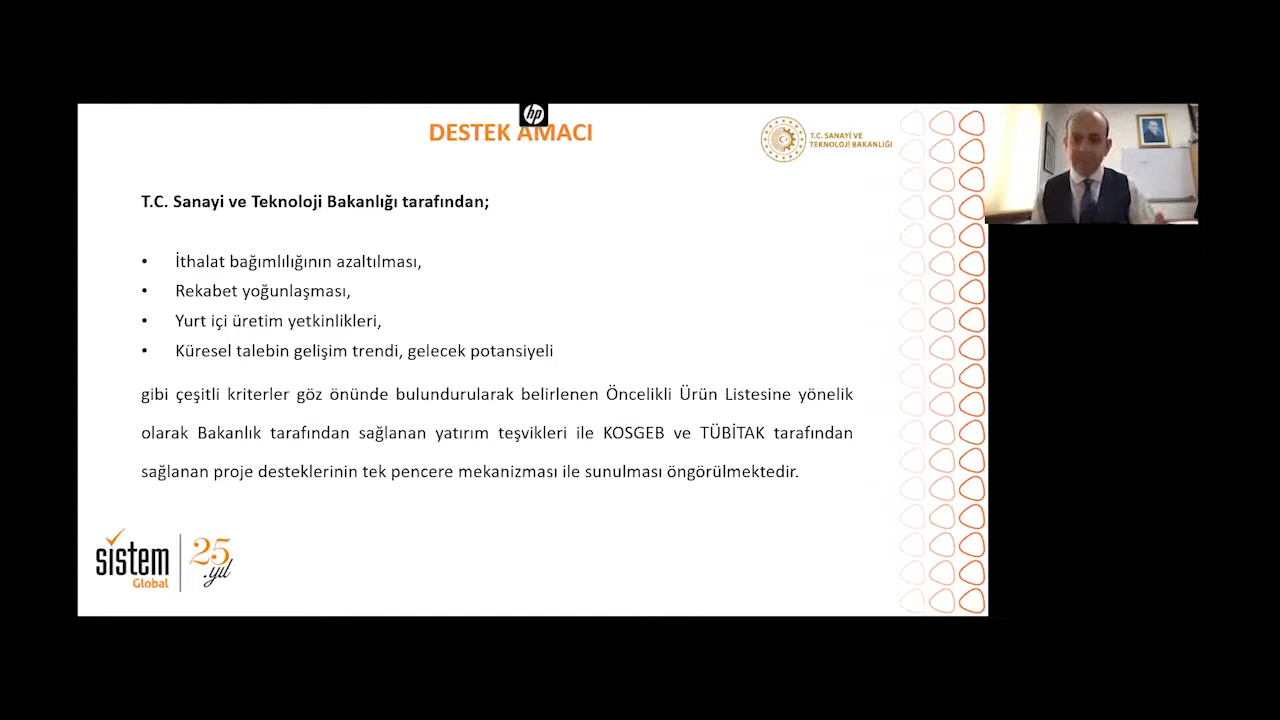 hp
DESTEK AMACI
T.C. SANAYİ VE
TEKNOLOJİ BAKANLIĞI
T.C. Sanayi ve Teknoloji Bakanlığı tarafından;
• İthalat bağımlılığının azaltılması,
• Rekabet yoğunlaşması,
• Yurt içi üretim yetkinlikleri,
• Küresel talebin gelişim trendi, gelecek potansiyeli
gibi çeşitli kriterler göz önünde bulundurularak belirlenen Öncelikli Ürün Listesine yönelik
olarak Bakanlık tarafından sağlanan yatırım teşvikleri ile KOSGEB ve TÜBİTAK tarafından
sağlanan proje desteklerinin tek pencere mekanizması ile sunulması öngörülmektedir.
sistem
Global
25
.yıl